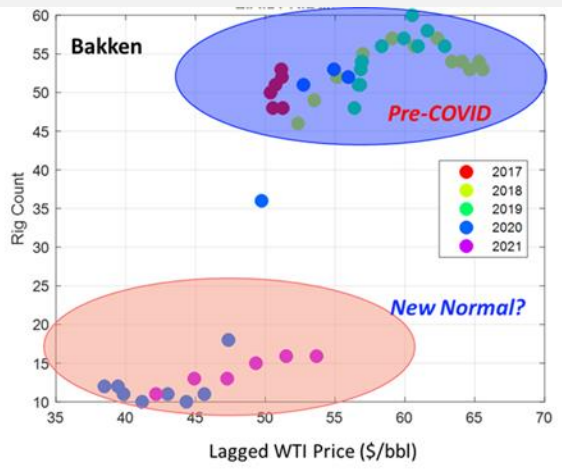 Bakken
60
55
50
45
40
35
30
25
20
15
10
Rig Count
Pre-COVID
2017
2018
2019
2020
2021
New Normal?
35 40 45 50 55 60 65 70
Lagged WTI Price ($/bbl)